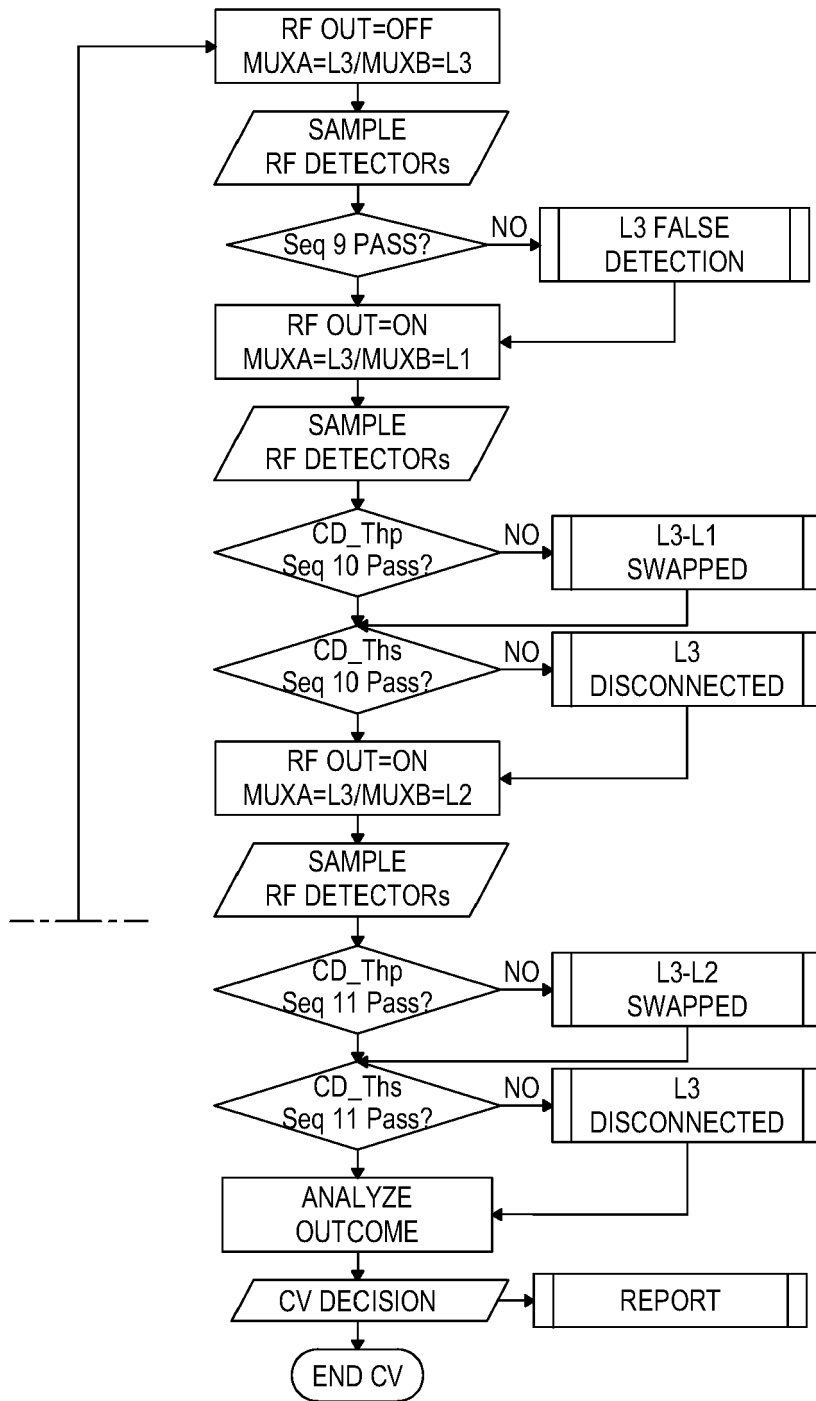 RF OUT=OFF
MUXA=L3/MUXB=L3
SAMPLE
RF DETECTORs
Seq 9 PASS?
NO
L3 FALSE
DETECTION
RF OUT=ON
MUXA=L3/MUXB=L1
SAMPLE
RF DETECTORs
CD_Thp
Seq 10 Pass?
NO
L3-L1
SWAPPED
CD_Ths
Seq 10 Pass?
NO
L3
DISCONNECTED
RF OUT=ON
MUXA=L3/MUXB=L2
SAMPLE
RF DETECTORs
CD_Thp
Seq 11 Pass?
NO
L3-L2
SWAPPED
CD_Ths
Seq 11 Pass?
NO
L3
DISCONNECTED
ANALYZE
OUTCOME
CV DECISION
REPORT
END CV